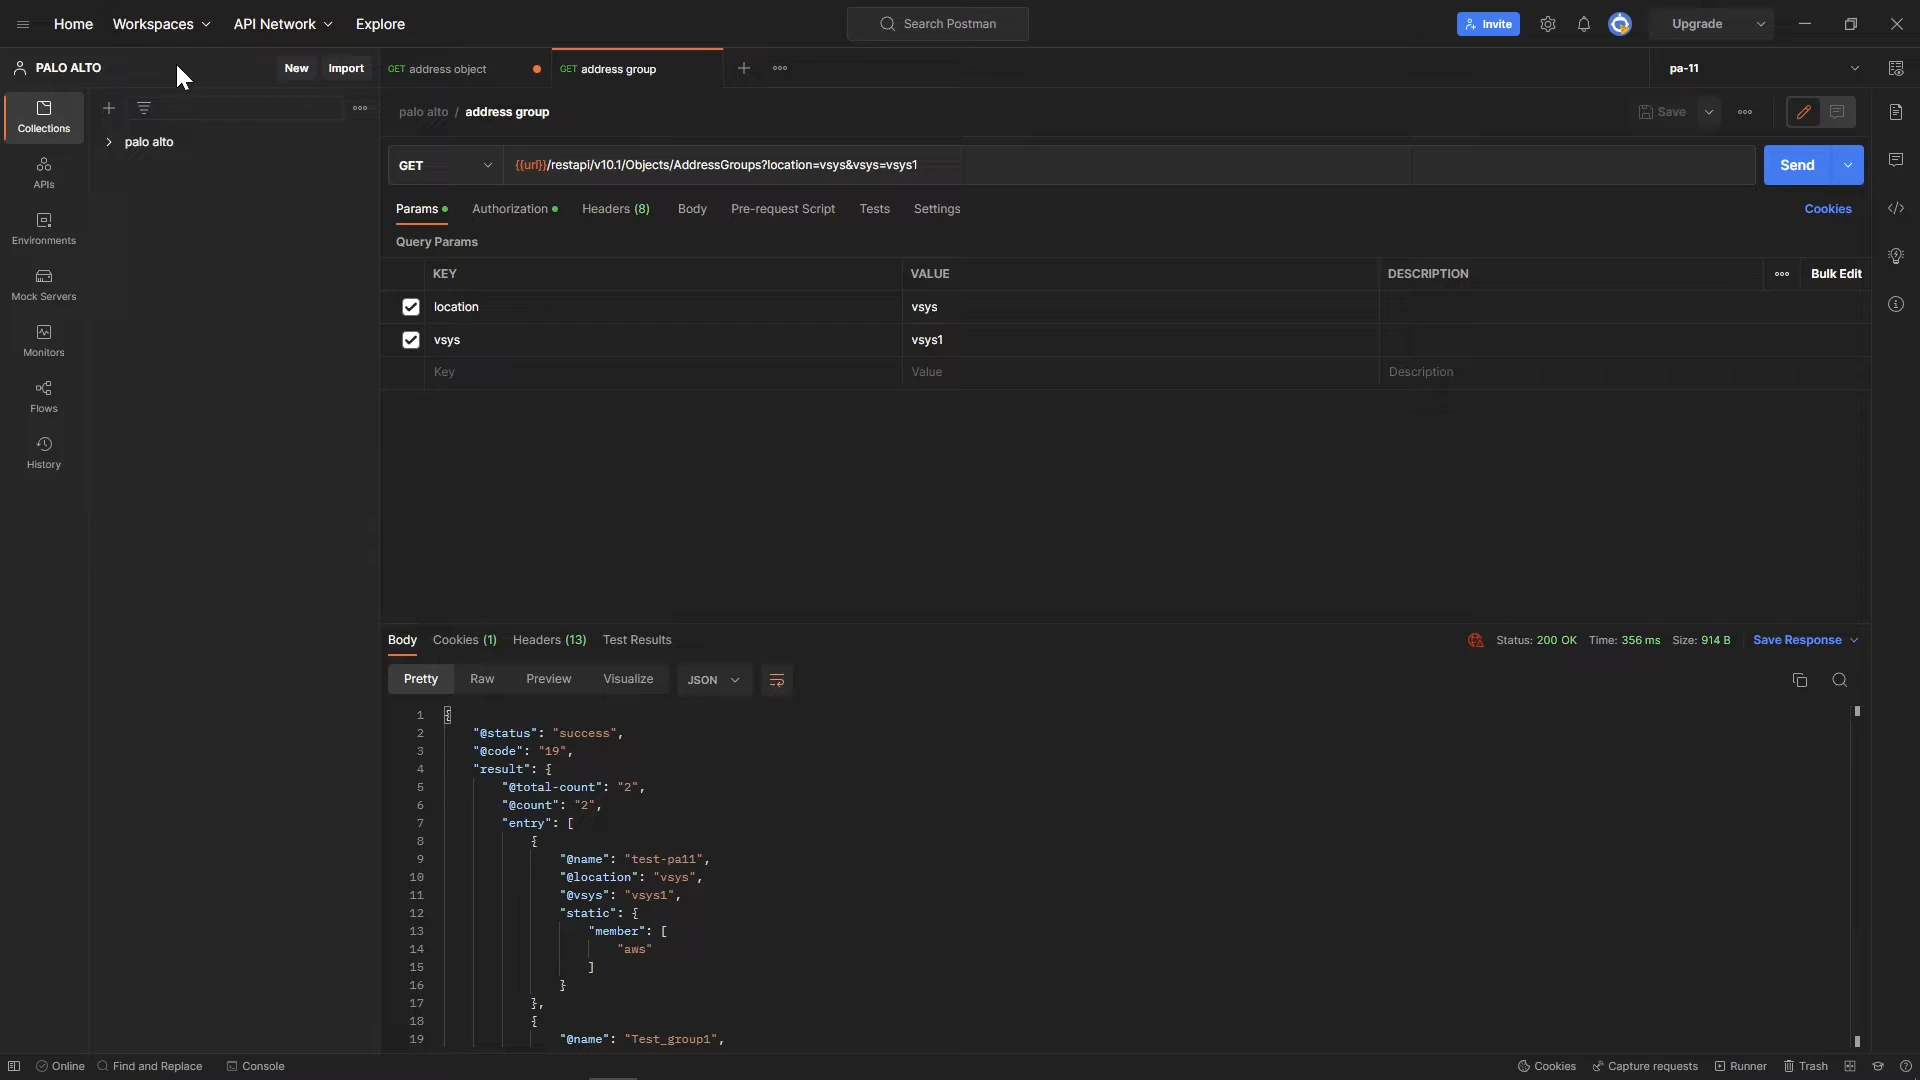 Home Workspaces API Network Explore Search Postman Invite Upgrade
PALO ALTO New Import GET address object GET address group pa-11
palo alto / address group Save
Collections
palo alto
APIs
Environments
Mock Servers
Monitors
Flows
History
GET {{url}}/restapi/v10.1/Objects/AddressGroups?location=vsys&vsys=vsys1 Send
Params Authorization Headers (8) Body Pre-request Script Tests Settings Cookies
Query Params
KEY VALUE DESCRIPTION Bulk Edit
location vsys
vsys vsys1
Key Value Description
Body Cookies (1) Headers (13) Test Results Status: 200 OK Time: 356 ms Size: 914 B Save Response
Pretty Raw Preview Visualize JSON
1 {
2 "@status": "success",
3 "@code": "19",
4 "result": {
5 "@total-count": "2",
6 "@count": "2",
7 "entry": [
8 {
9 "@name": "test-pa11",
10 "@location": "vsys",
11 "@vsys": "vsys1",
12 "static": {
13 "member": [
14 "aws"
15 ]
16 }
17 },
18 {
19 "@name": "Test_group1",
Online Find and Replace Console Cookies Capture requests Runner Trash